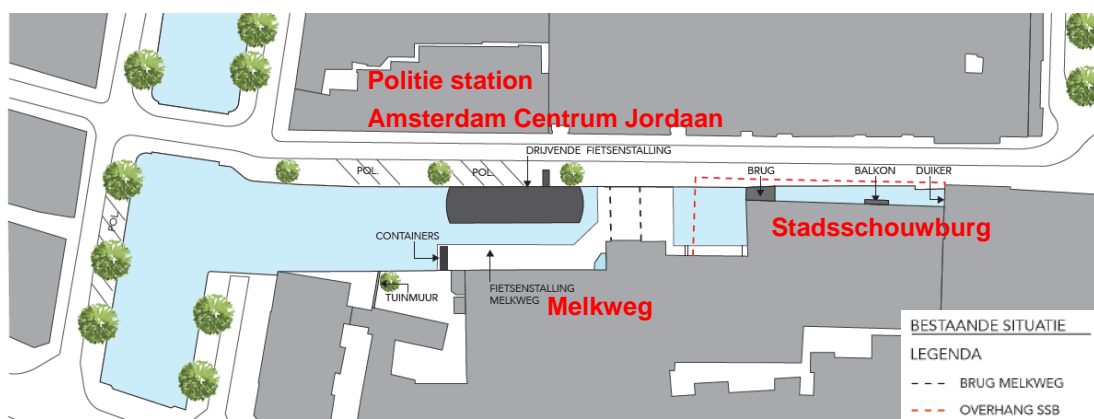 Politie station
Amsterdam Centrum Jordaan
DRIJVENDE FIETSENSTALLING
POL.
POL.
BRUG
BALKON
DUIKER
POL.
Stadsschouwburg
CONTAINERS
TUINMUUR
FIETSENSTALLING
MELKWEG
Melkweg
BESTAANDE SITUATIE
LEGENDA
BRUG MELKWEG
OVERHANG SSB